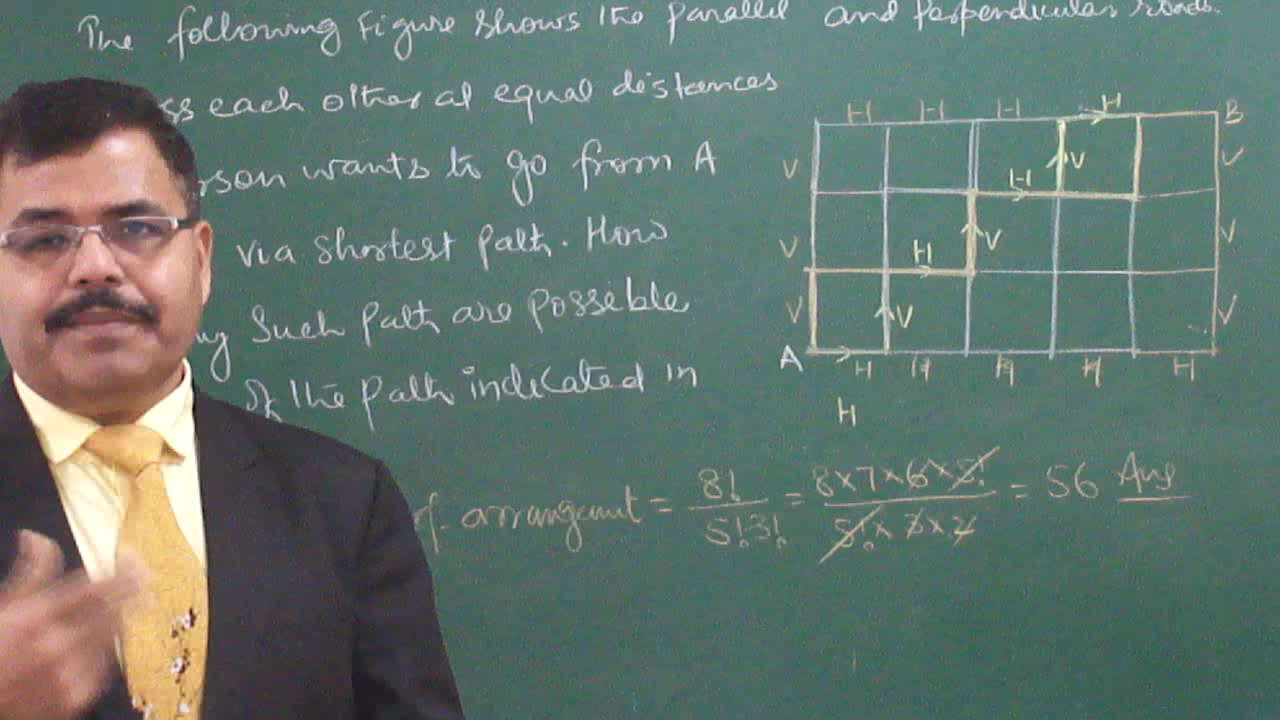 The following Figure shows the parallel and perpendicular roads.
each other at equal distances
wants to go from A
via shortest path. How
such path are possible
of the path indicated in
H H H H B
V V V
H
V V V
H
V V V
A H H H H H
H
of arrangement = 8! / 5!3! = 8×7×6×5! / 5!×3×2 = 56 Ans